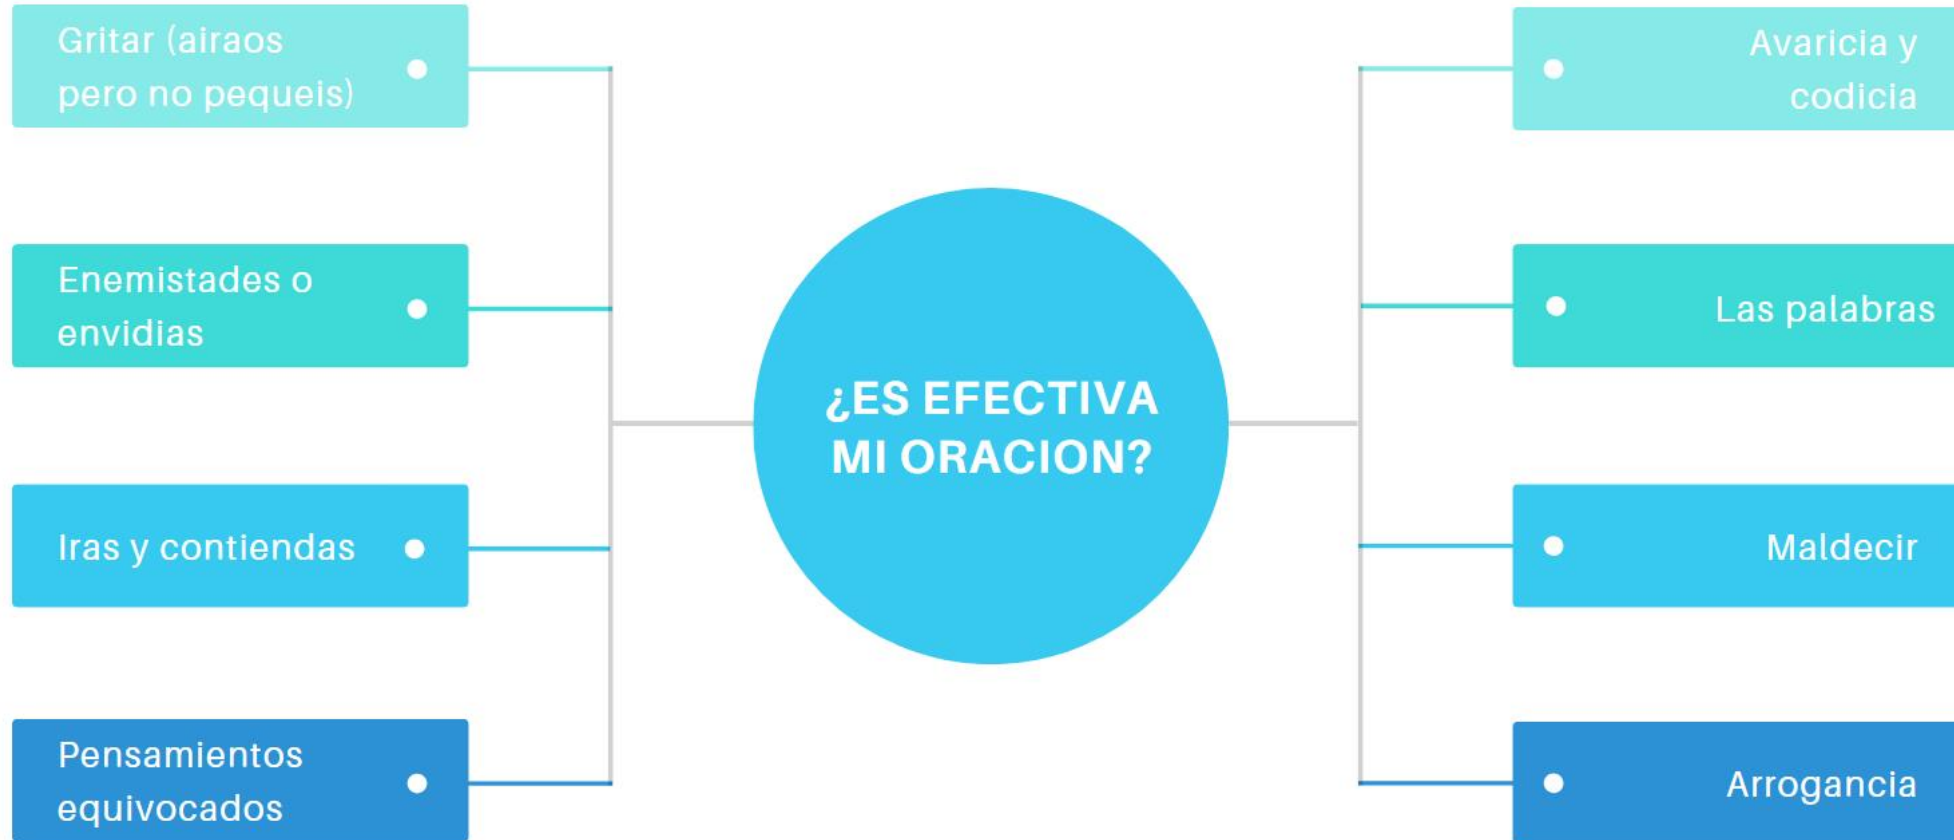 Gritar (airaos
pero no pequeis)
Enemistades o
envidias
Iras y contiendas
Pensamientos
equivocados
¿ES EFECTIVA
MI ORACION?
Avaricia y
codicia
Las palabras
Maldecir
Arrogancia